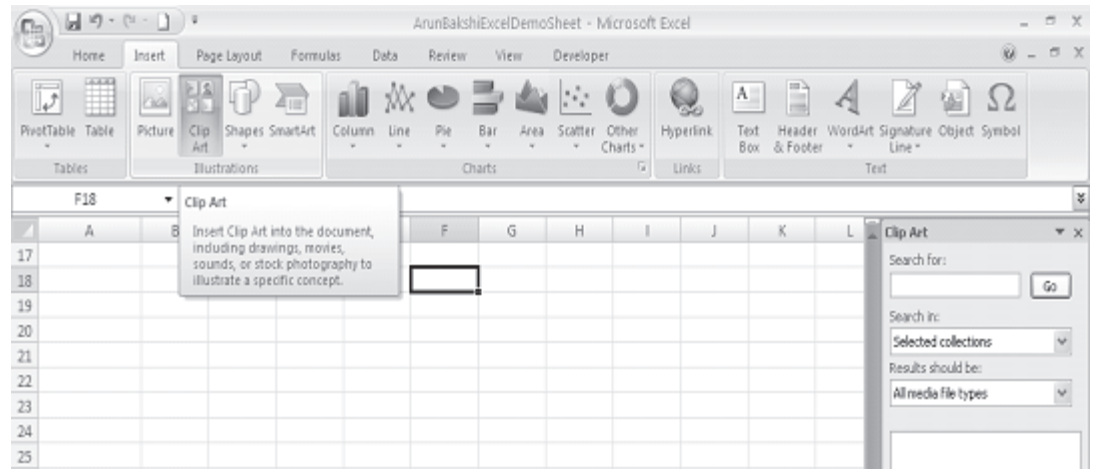 ArunBakshiExcelDemoSheet - Microsoft Excel
Home Insert Page Layout Formulas Data Review View Developer
PivotTable Table Picture Clip Art Shapes SmartArt Column Line Pie Bar Area Scatter Other Charts Hyperlink Text Box Header & Footer WordArt Signature Line Object Symbol
Tables Illustrations Charts Links Text
F18
Clip Art
Insert Clip Art into the document,
including drawings, movies,
sounds, or stock photography to
illustrate a specific concept.
A B F G H I J K L
17
18
19
20
21
22
23
24
25
Clip Art
Search for:
Go
Search in:
Selected collections
Results should be:
All media file types